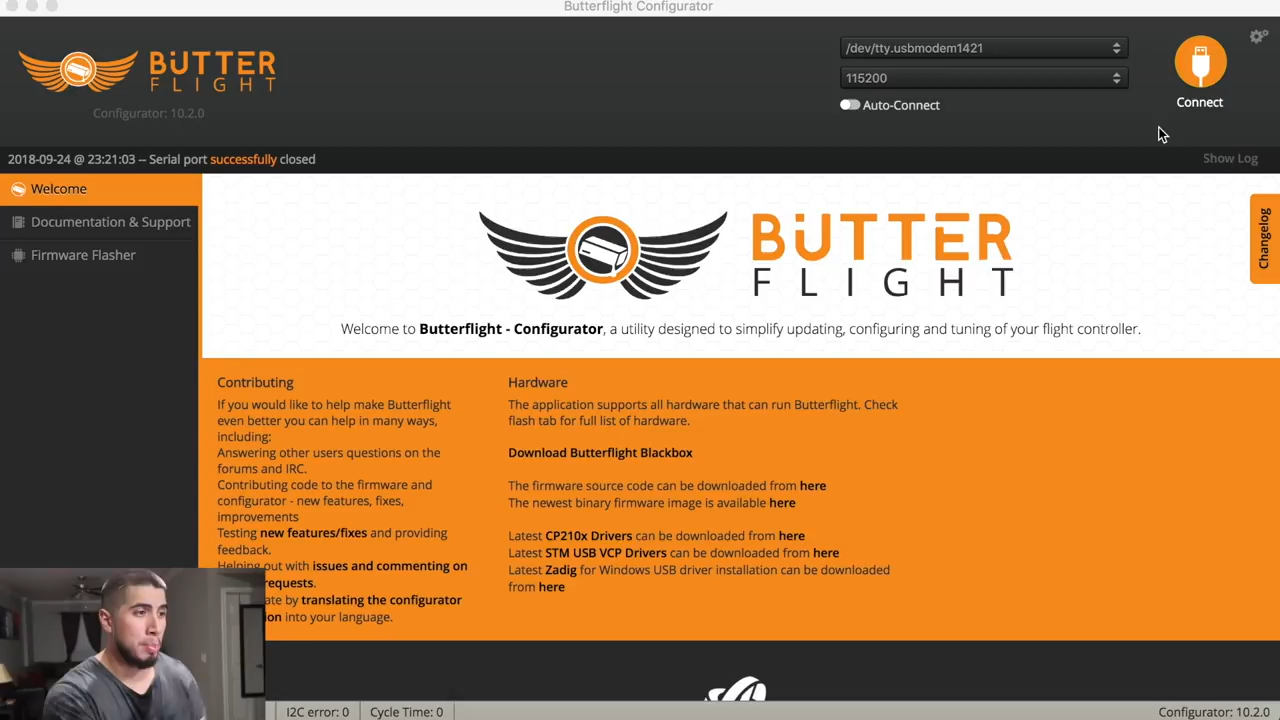 Butterflight Configurator
BUTTER
FLIGHT
Configurator: 10.2.0
/dev/tty.usbmodem1421
115200
Auto-Connect
Connect
2018-09-24 @ 23:21:03 -- Serial port successfully closed
Show Log
Welcome
Documentation & Support
Firmware Flasher
BÜTTER
FLIGHT
Changelog
Welcome to Butterflight - Configurator, a utility designed to simplify updating, configuring and tuning of your flight controller.
Contributing
If you would like to help make Butterflight
even better you can help in many ways,
including:
Answering other users questions on the
forums and IRC.
Contributing code to the firmware and
configurator - new features, fixes,
improvements
Testing new features/fixes and providing
feedback.
Helping out with issues and commenting on
requests.
translating the configurator
into your language.
Hardware
The application supports all hardware that can run Butterflight. Check
flash tab for full list of hardware.
Download Butterflight Blackbox
The firmware source code can be downloaded from here
The newest binary firmware image is available here
Latest CP210x Drivers can be downloaded from here
Latest STM USB VCP Drivers can be downloaded from here
Latest Zadig for Windows USB driver installation can be downloaded
from here
I2C error: 0
Cycle Time: 0
Configurator: 10.2.0